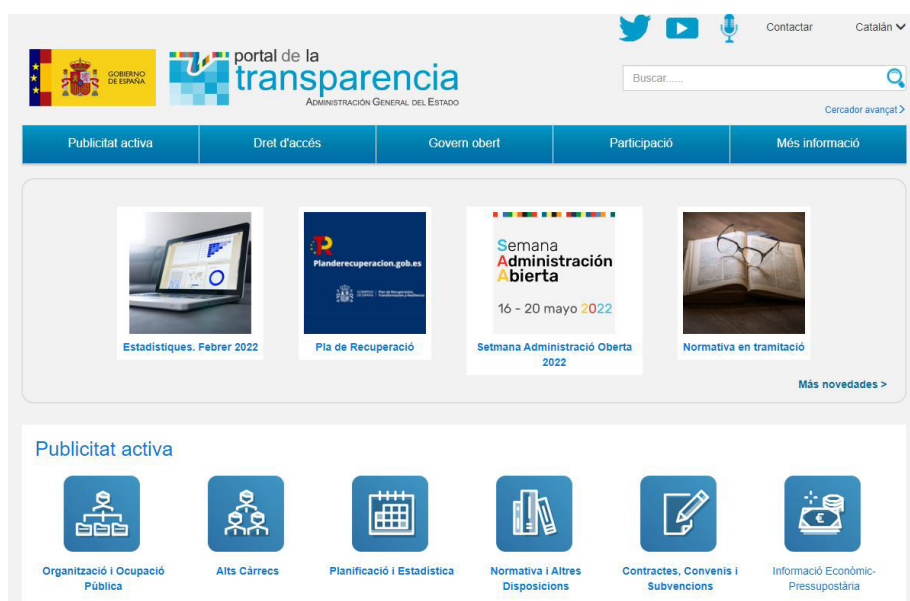 Contactar
Catalán
GOBIERNO
DE ESPAÑA
portal de la
transparencia
ADMINISTRACIÓN GENERAL DEL ESTADO
Buscar......
Cercador avançat
Publicitat activa
Dret d'accés
Govern obert
Participació
Més informació
Planderecuperacion.gob.es
Semana
Administración
Abierta
16 - 20 mayo 2022
Estadístiques. Febrer 2022
Pla de Recuperació
Setmana Administració Oberta
2022
Normativa en tramitació
Más novedades >
Publicitat activa
Organització i Ocupació
Pública
Alts Càrrecs
Planificació i Estadística
Normativa i Altres
Disposicions
Contractes, Convenis i
Subvencions
Informació Econòmic-
Pressupostària